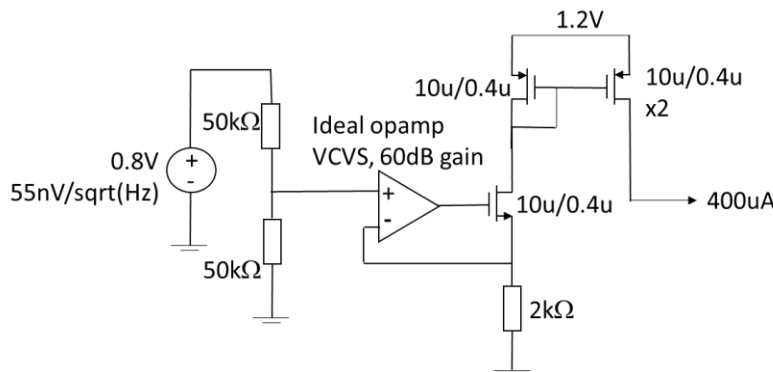 1.2V
10u/0.4u
10u/0.4u
x2
50kΩ
Ideal opamp
VCVS, 60dB gain
0.8V
55nV/sqrt(Hz)
+
-
+
-
10u/0.4u
400uA
50kΩ
2kΩ